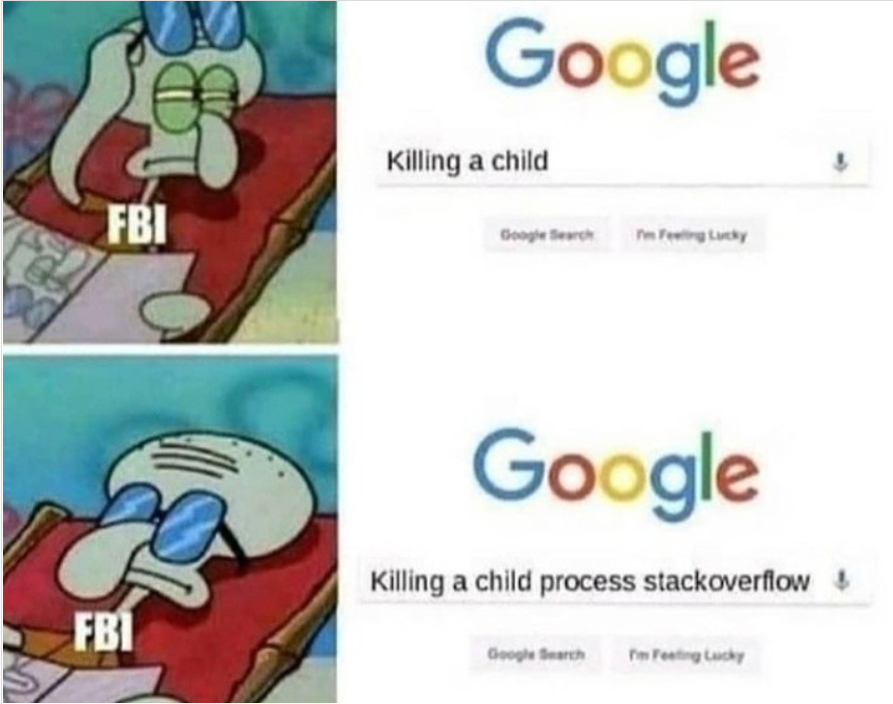 Google
Killing a child
Google Search I'm Feeling Lucky
FBI
Google
Killing a child process stackoverflow
FBI
Google Search I'm Feeling Lucky